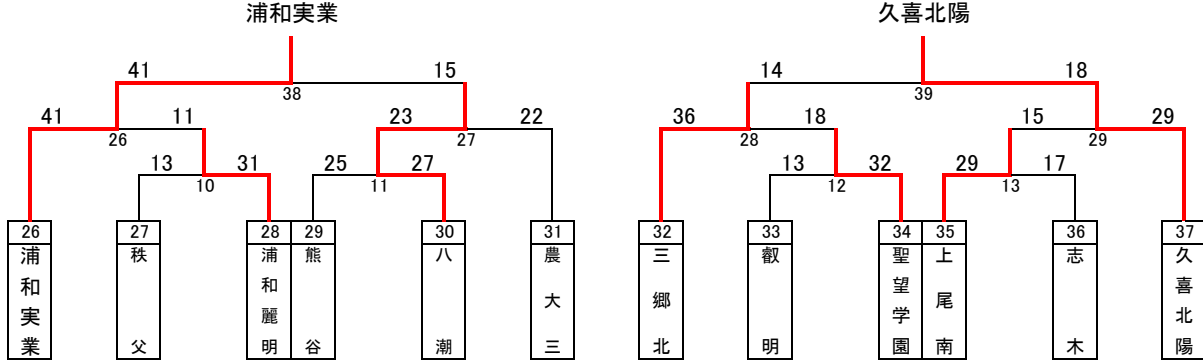 浦和実業 久喜北陽
41 15 14 18
38 39
41 11 23 22 36 18 15 29
26 27 28 29
13 31 25 27 13 32 29 17
10 11 12 13
26 27 28 29 30 31 32 33 34 35 36 37
浦和実業
秩父
浦和麗明
熊谷
八潮
農大三
三郷北
叡明
聖望学園
上尾南
志木
久喜北陽